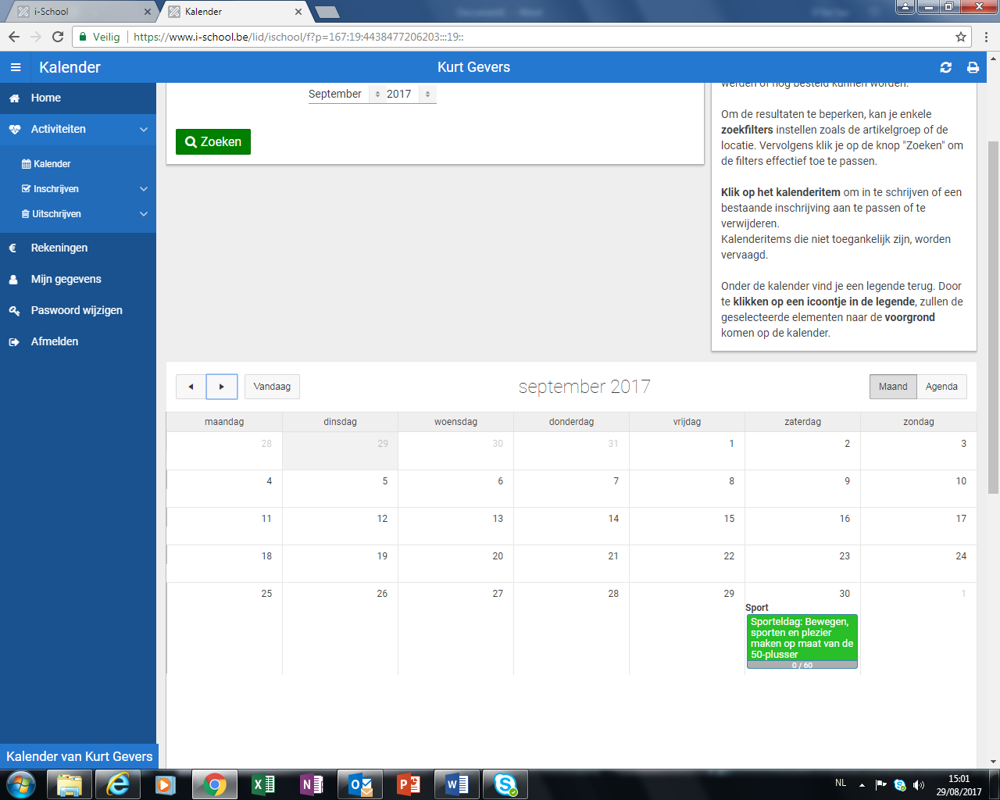 i-School
Kalender
Veilig
https://www.i-school.be/lid/ischool/f?p=167:19:4438477206203:::19::
Kalender
Kurt Gevers
Home
Activiteiten
Kalender
Inschrijven
Uitschrijven
Rekeningen
Mijn gegevens
Paswoord wijzigen
Afmelden
September 2017
Zoeken
werden of nog besteld kunnen worden.
Om de resultaten te beperken, kan je enkele
zoekfilters instellen zoals de artikelgroep of de
locatie. Vervolgens klik je op de knop "Zoeken" om
de filters effectief toe te passen.
Klik op het kalenderitem om in te schrijven of een
bestaande inschrijving aan te passen of te
verwijderen.
Kalenderitems die niet toegankelijk zijn, worden
vervaagd.
Onder de kalender vind je een legende terug. Door
te klikken op een icoontje in de legende, zullen de
geselecteerde elementen naar de voorgrond
komen op de kalender.
Vandaag
september 2017
Maand Agenda
maandag dinsdag woensdag donderdag vrijdag zaterdag zondag
28 29 30 31 1 2 3
4 5 6 7 8 9 10
11 12 13 14 15 16 17
18 19 20 21 22 23 24
25 26 27 28 29 30 1
Sport
Sporteldag: Bewegen,
sporten en plezier
maken op maat van de
50-plusser
0 / 60
Kalender van Kurt Gevers
NL
15:01
29/08/2017